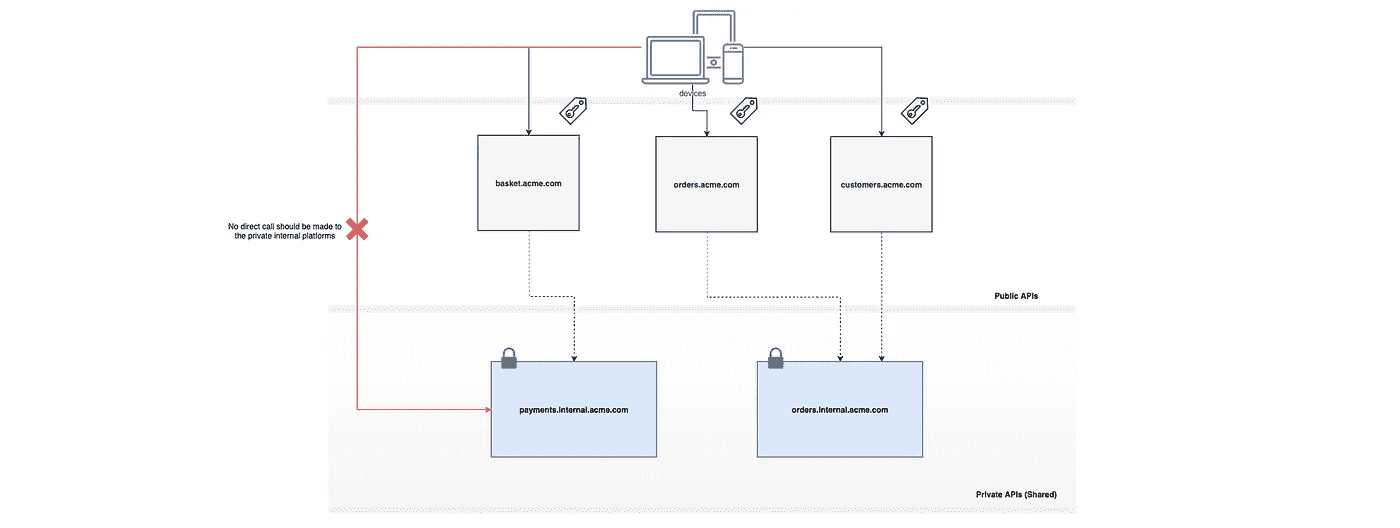 devices
basket.acme.com
orders.acme.com
customers.acme.com
No direct call should be made to
the private internal platforms
Public APIs
payments.internal.acme.com
orders.internal.acme.com
Private APIs (Shared)